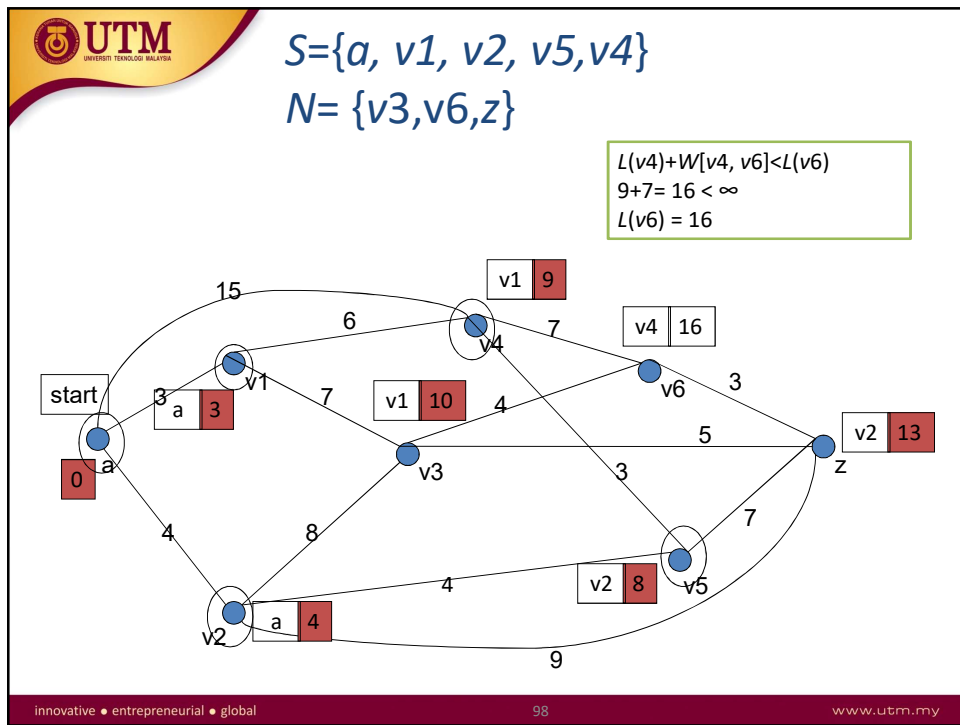 UTM
UNIVERSITI TEKNOLOGI MALAYSIA
S={a, v1, v2, v5,v4}
N= {v3,v6,z}
L(v4)+W[v4, v6]<L(v6)
9+7= 16 < ∞
L(v6) = 16
v1 9
15
6
v4
7
v4 16
v1
start
3
a 3
7
v1 10
4
v6
3
5
v2 13
a
0
v3
3
z
4
8
7
4
v2 8
v5
v2
a 4
9
innovative ● entrepreneurial ● global
98
www.utm.my